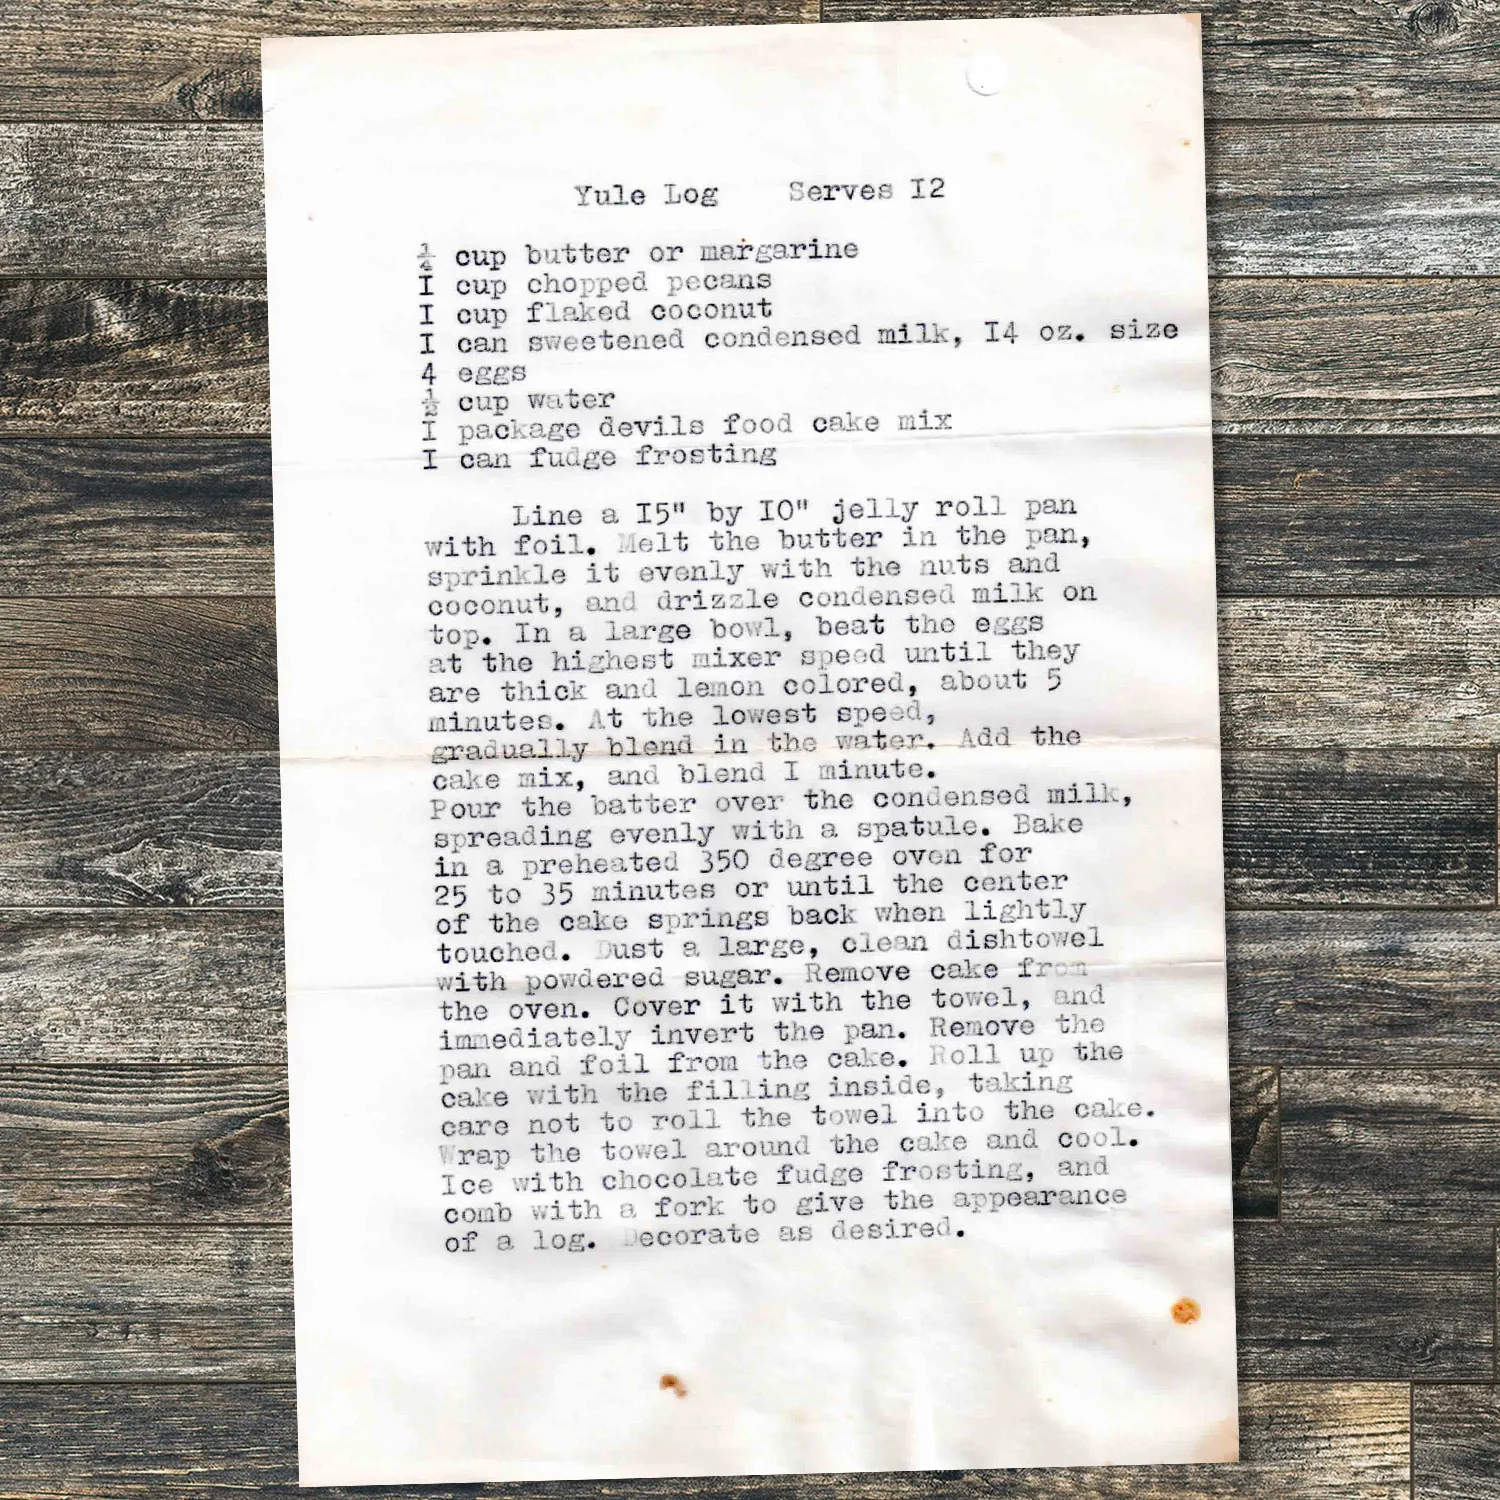 Yule Log Serves I2
¼ cup butter or margarine
I cup chopped pecans
I cup flaked coconut
I can sweetened condensed milk, I4 oz. size
4 eggs
½ cup water
I package devils food cake mix
I can fudge frosting
Line a I5" by IO" jelly roll pan
with foil. Melt the butter in the pan,
sprinkle it evenly with the nuts and
coconut, and drizzle condensed milk on
top. In a large bowl, beat the eggs
at the highest mixer speed until they
are thick and lemon colored, about 5
minutes. At the lowest speed,
gradually blend in the water. Add the
cake mix, and blend I minute.
Pour the batter over the condensed milk,
spreading evenly with a spatule. Bake
in a preheated 350 degree oven for
25 to 35 minutes or until the center
of the cake springs back when lightly
touched. Dust a large, clean dishtowel
with powdered sugar. Remove cake from
the oven. Cover it with the towel, and
immediately invert the pan. Remove the
pan and foil from the cake. Roll up the
cake with the filling inside, taking
care not to roll the towel into the cake.
Wrap the towel around the cake and cool.
Ice with chocolate fudge frosting, and
comb with a fork to give the appearance
of a log. Decorate as desired.